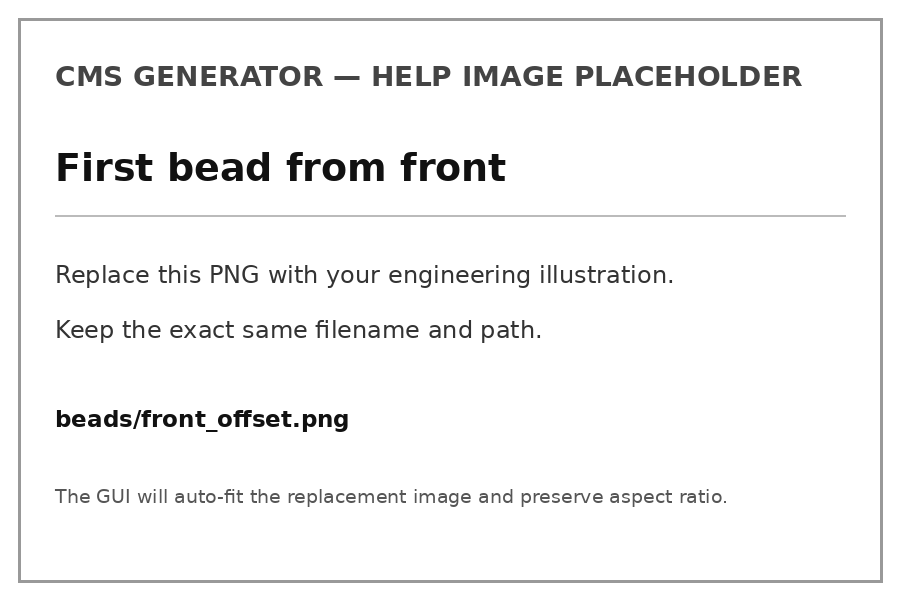 CMS GENERATOR — HELP IMAGE PLACEHOLDER
First bead from front
Replace this PNG with your engineering illustration.
Keep the exact same filename and path.
beads/front_offset.png
The GUI will auto-fit the replacement image and preserve aspect ratio.